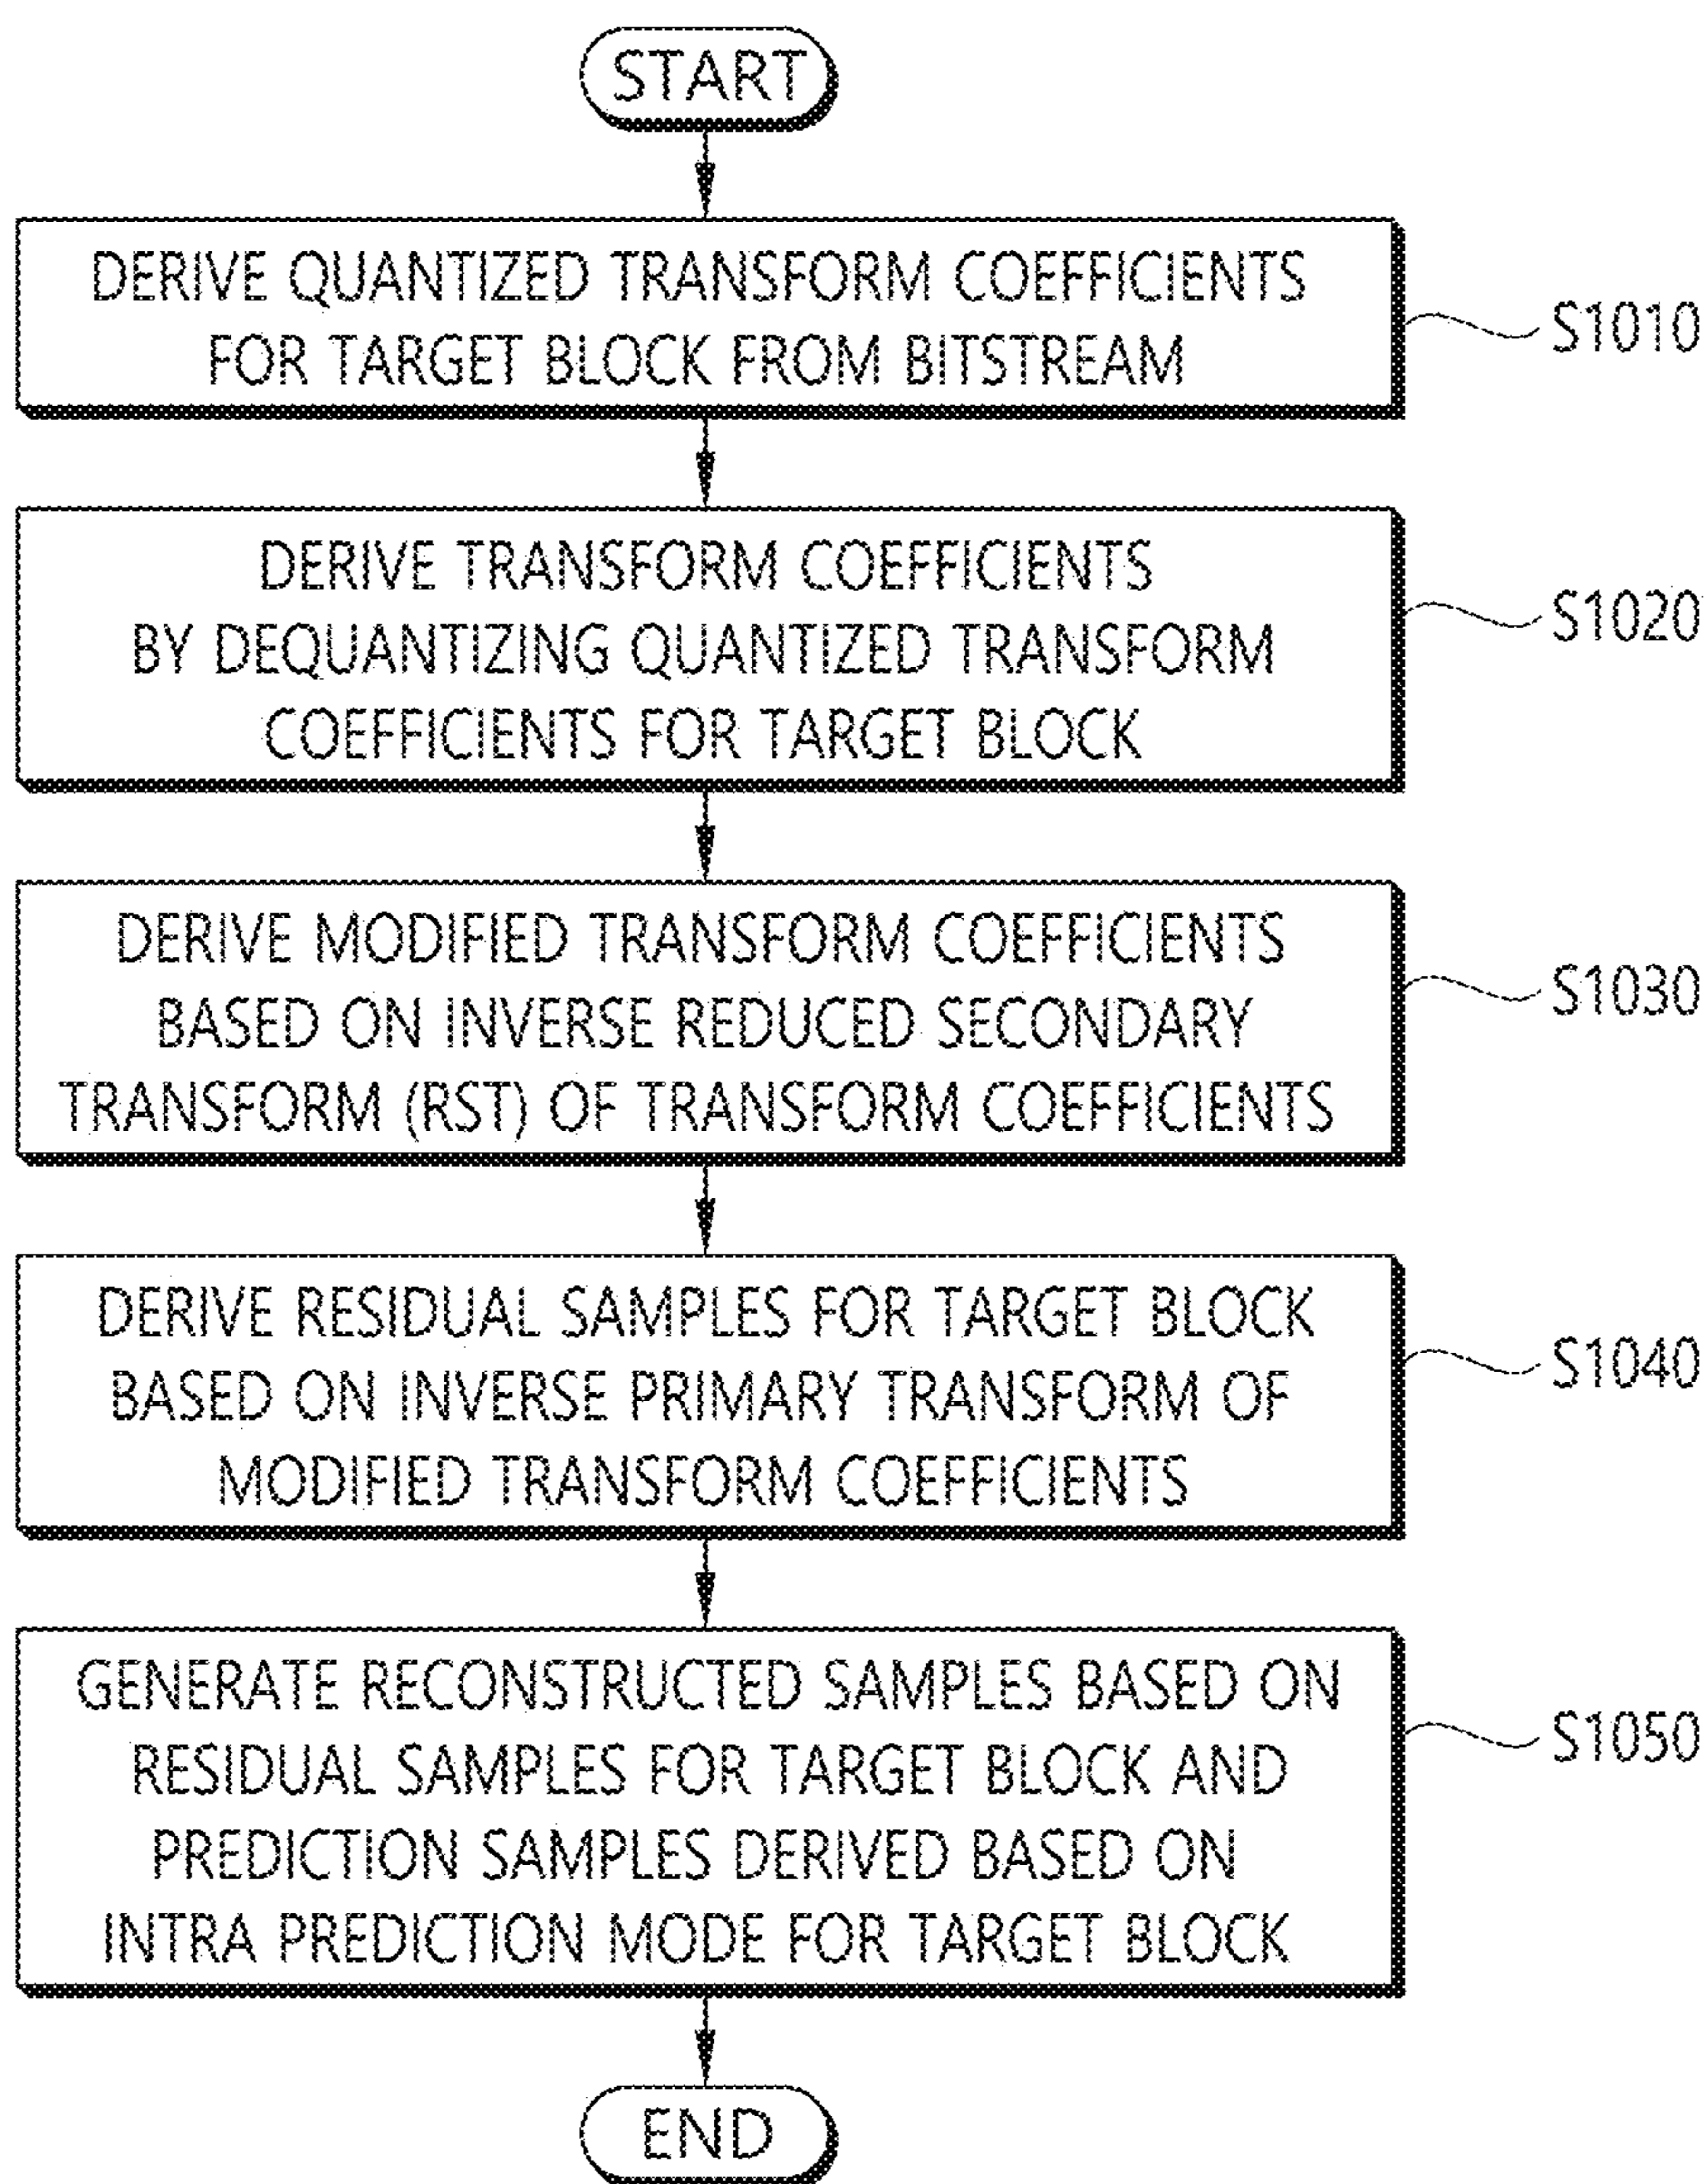 START
DERIVE QUANTIZED TRANSFORM COEFFICIENTS
FOR TARGET BLOCK FROM BITSTREAM
S1010
DERIVE TRANSFORM COEFFICIENTS
BY DEQUANTIZING QUANTIZED TRANSFORM
COEFFICIENTS FOR TARGET BLOCK
S1020
DERIVE MODIFIED TRANSFORM COEFFICIENTS
BASED ON INVERSE REDUCED SECONDARY
TRANSFORM (RST) OF TRANSFORM COEFFICIENTS
S1030
DERIVE RESIDUAL SAMPLES FOR TARGET BLOCK
BASED ON INVERSE PRIMARY TRANSFORM OF
MODIFIED TRANSFORM COEFFICIENTS
S1040
GENERATE RECONSTRUCTED SAMPLES BASED ON
RESIDUAL SAMPLES FOR TARGET BLOCK AND
PREDICTION SAMPLES DERIVED BASED ON
INTRA PREDICTION MODE FOR TARGET BLOCK
S1050
END